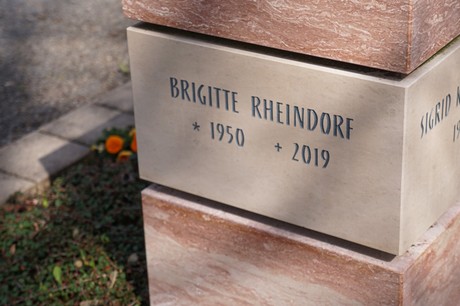 BRIGITTE RHEINDORF
* 1950 + 2019
SIGRID